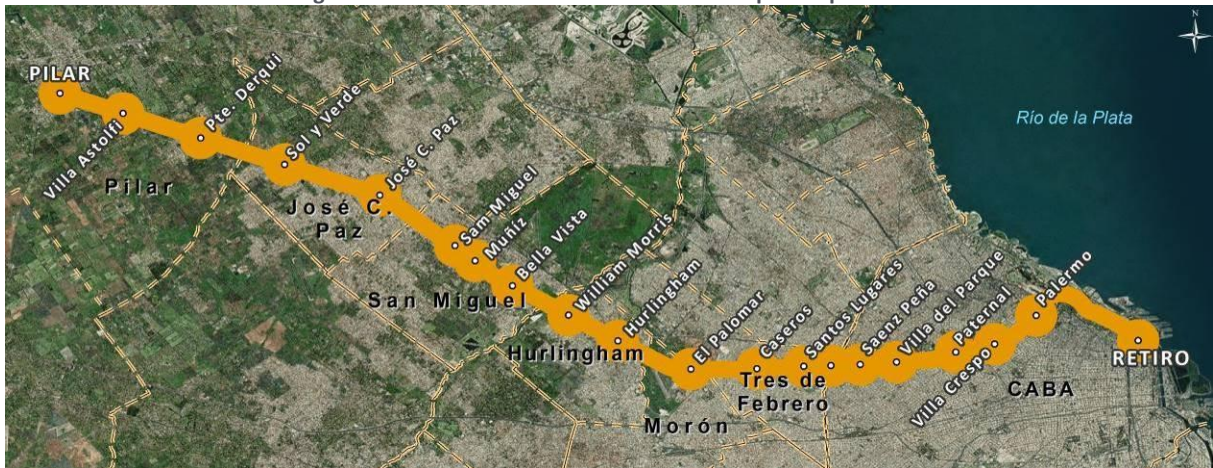 PILAR
Villa Astolfi
Pilar
Pte. Derqui
Sol y Verde
José C. Paz
José C.
Paz
Sam Miguel
Muñiz
Bella Vista
San Miguel
William Morris
Hurlingham
Hurlingham
El Palomar
Morón
Caseros
Santos Lugares
Tres de
Febrero
Saenz Peña
Villa del Parque
Paternal
Villa Crespo
Palermo
CABA
RETIRO
Río de la Plata
N